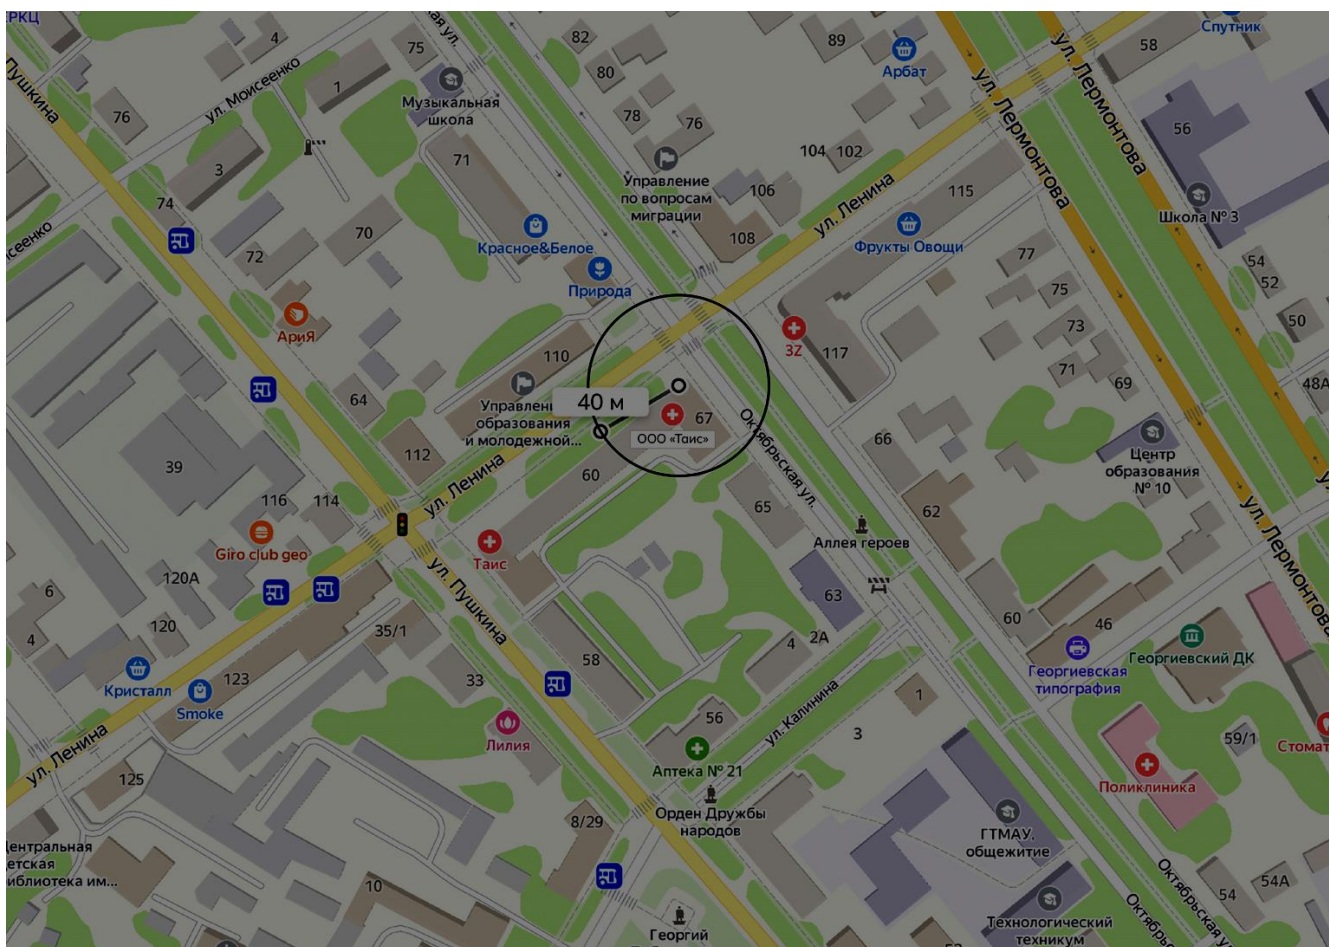 ЕРКЦ
4
75
Октябрьская ул.
82
80
89
Арбат
Спутник
58
ул. Пушкина
ул. Моисеенко
1
Музыкальная
школа
78
76
ул. Лермонтова
ул. Лермонтова
76
3
71
Управление
по вопросам
миграции
104
102
56
74
106
115
Школа № 3
Моисеенко
70
72
Красное&Белое
108
ул. Ленина
Фрукты Овощи
77
54
52
Природа
75
АриЯ
3Z
117
73
50
110
64
40 м
71
69
48А
Управлени
образования
и молодежной...
67
ООО «Таис»
Октябрьская ул.
66
Центр
образования
№ 10
39
112
60
ул. Ленина
116
114
65
62
ул. Лермонтова
Giro club geo
Таис
Аллея героев
120А
6
63
ул. Пушкина
120
4
35/1
60
46
2А
4
58
Георгиевский ДК
Кристалл
123
33
Георгиевская
типография
Smoke
ул. Калинина
1
56
3
59/1
Стомат
ул. Ленина
Лилия
Аптека № 21
125
Поликлиника
Орден Дружбы
народов
8/29
ГТМАУ,
общежитие
Центральная
детская
библиотека им...
10
54
54А
Технологический
техникум
Октябрьская ул.
Октябрь
Георгий